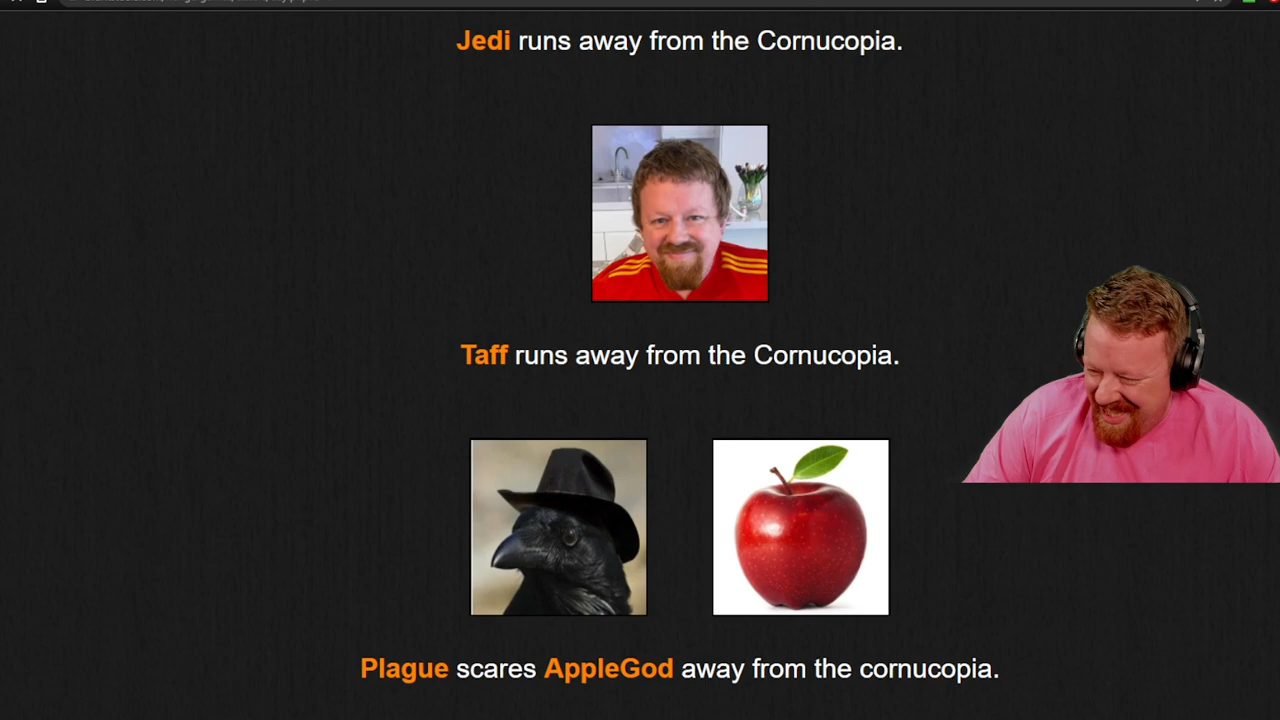 Jedi runs away from the Cornucopia.
Taff runs away from the Cornucopia.
Plague scares AppleGod away from the cornucopia.